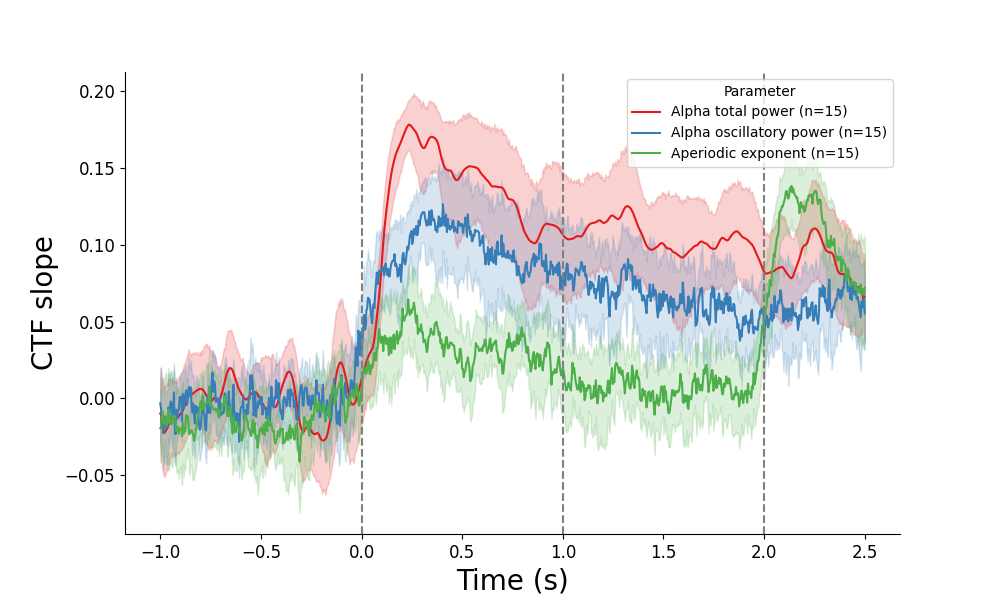 Parameter
Alpha total power (n=15)
Alpha oscillatory power (n=15)
Aperiodic exponent (n=15)
CTF slope
0.20
0.15
0.10
0.05
0.00
−0.05
−1.0 −0.5 0.0 0.5 1.0 1.5 2.0 2.5
Time (s)